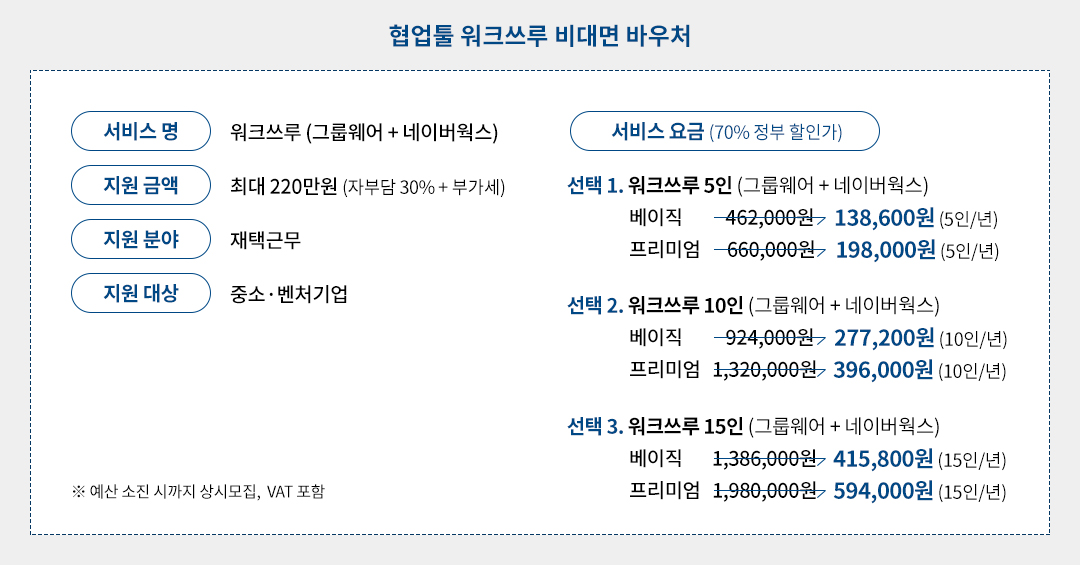 협업툴 워크쓰루 비대면 바우처
서비스 명 워크쓰루 (그룹웨어 + 네이버웍스)
지원 금액 최대 220만원 (자부담 30% + 부가세)
지원 분야 재택근무
지원 대상 중소·벤처기업
※ 예산 소진 시까지 상시모집, VAT 포함
서비스 요금 (70% 정부 할인가)
선택 1. 워크쓰루 5인 (그룹웨어 + 네이버웍스)
베이직 462,000원 138,600원 (5인/년)
프리미엄 660,000원 198,000원 (5인/년)
선택 2. 워크쓰루 10인 (그룹웨어 + 네이버웍스)
베이직 924,000원 277,200원 (10인/년)
프리미엄 1,320,000원 396,000원 (10인/년)
선택 3. 워크쓰루 15인 (그룹웨어 + 네이버웍스)
베이직 1,386,000원 415,800원 (15인/년)
프리미엄 1,980,000원 594,000원 (15인/년)